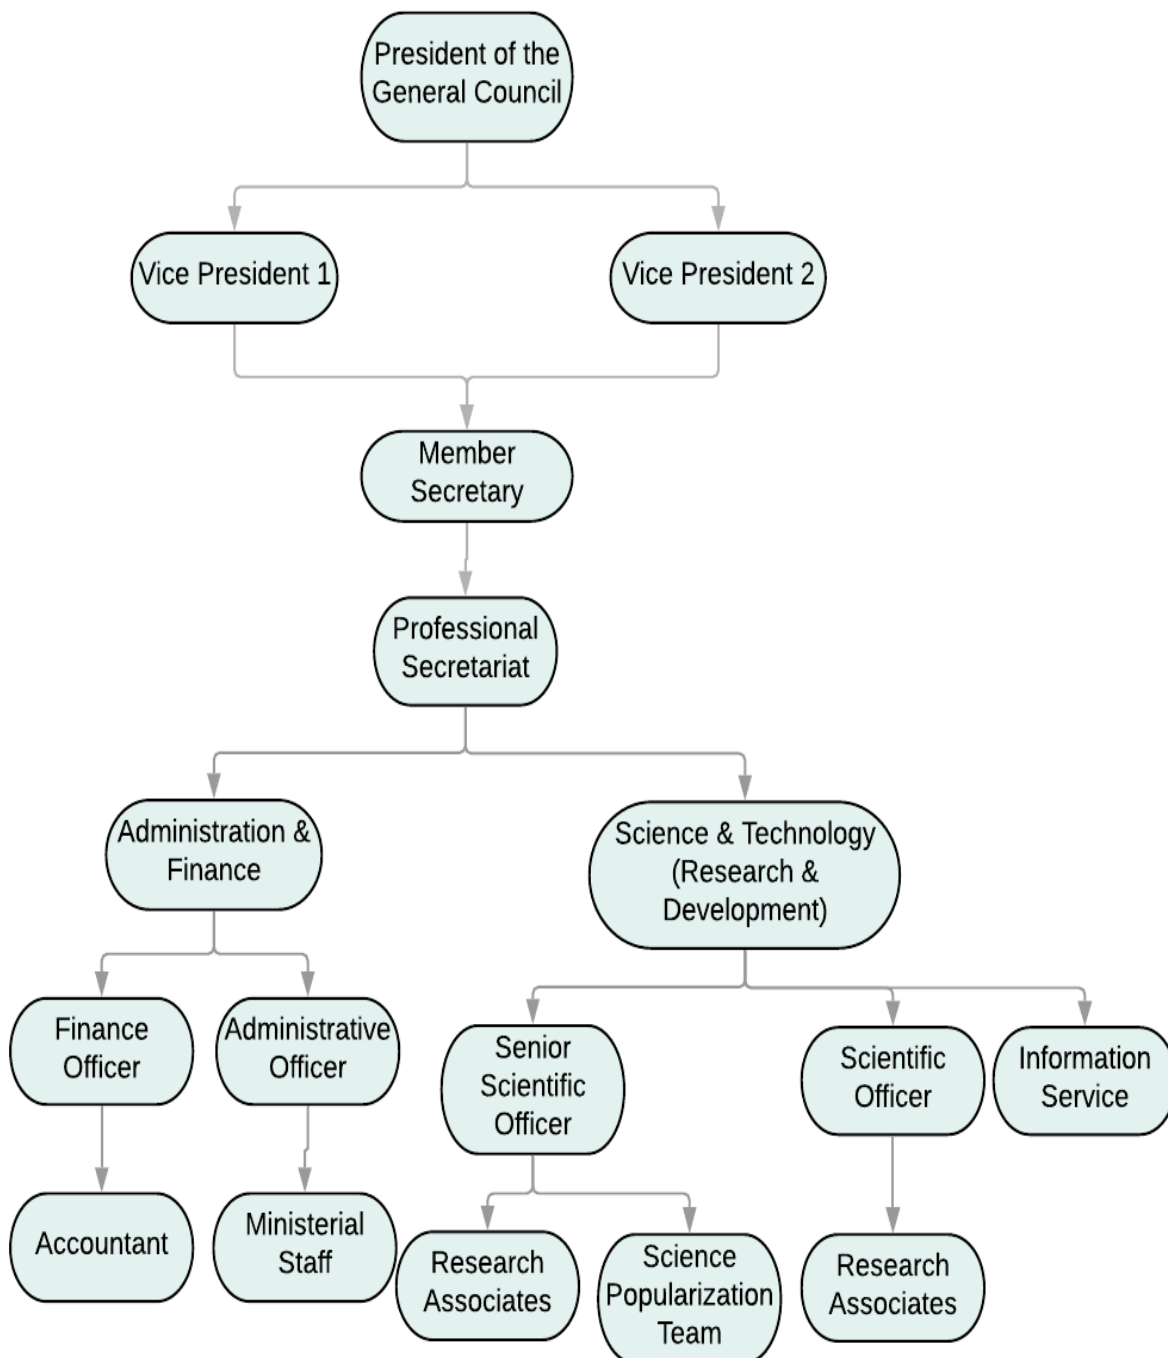 President of the
General Council
Vice President 1
Vice President 2
Member
Secretary
Professional
Secretariat
Administration &
Finance
Science & Technology
(Research &
Development)
Finance
Officer
Administrative
Officer
Senior
Scientific
Officer
Scientific
Officer
Information
Service
Accountant
Ministerial
Staff
Research
Associates
Science
Popularization
Team
Research
Associates